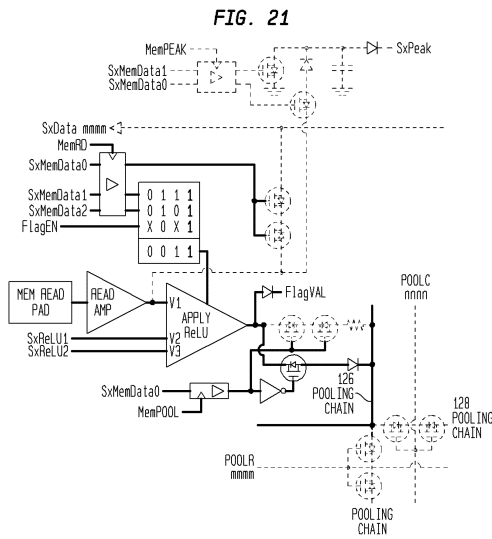 FIG. 21
MemPEAK
SxPeak
SxMemData1
SxMemData0
SxData mmmm
MemRD
SxMemData0
SxMemData1
SxMemData2
FlagEN
0 1 1 1
0 1 0 1
X 0 X 1
0 0 1 1
MEM READ
PAD
READ
AMP
V1
V2
V3
APPLY
ReLU
FlagVAL
SxReLU1
SxReLU2
POOLC
nnnn
SxMemData0
MemPOOL
126
POOLING
CHAIN
128
POOLING
CHAIN
POOLR
mmmm
POOLING
CHAIN